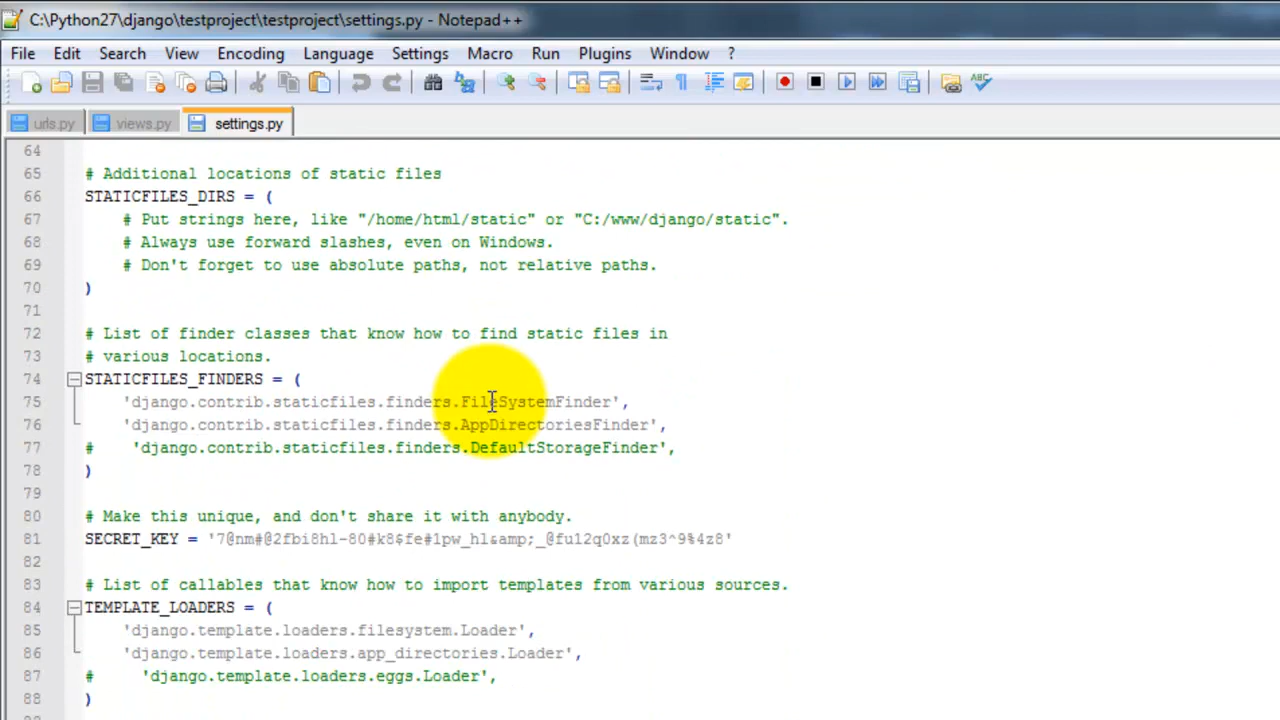 C:\Python27\django\testproject\testproject\settings.py - Notepad++
File Edit Search View Encoding Language Settings Macro Run Plugins Window ?
ABC
urls.py views.py settings.py
64
65 # Additional locations of static files
66 STATICFILES_DIRS = (
67 # Put strings here, like "/home/html/static" or "C:/www/django/static".
68 # Always use forward slashes, even on Windows.
69 # Don't forget to use absolute paths, not relative paths.
70 )
71
72 # List of finder classes that know how to find static files in
73 # various locations.
74 STATICFILES_FINDERS = (
75 'django.contrib.staticfiles.finders.FileSystemFinder',
76 'django.contrib.staticfiles.finders.AppDirectoriesFinder',
77 # 'django.contrib.staticfiles.finders.DefaultStorageFinder',
78 )
79
80 # Make this unique, and don't share it with anybody.
81 SECRET_KEY = '7@nm#@2fbi8hl-80#k8$fe#1pw_hl&amp;_@fu12q0xz(mz3^9%4z8'
82
83 # List of callables that know how to import templates from various sources.
84 TEMPLATE_LOADERS = (
85 'django.template.loaders.filesystem.Loader',
86 'django.template.loaders.app_directories.Loader',
87 # 'django.template.loaders.eggs.Loader',
88 )